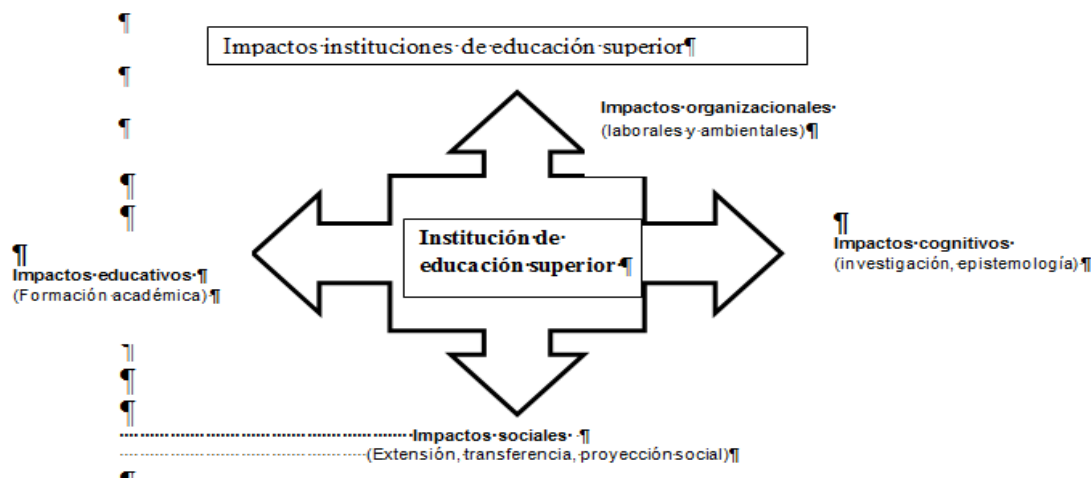 Impactos instituciones de educación superior¶
Impactos organizacionales
(laborales y ambientales)¶
Institución de
educación superior¶
Impactos cognitivos
(investigación, epistemología)¶
Impactos educativos ¶
(Formación académica)¶
Impactos sociales ¶
(Extensión, transferencia, proyección social)¶